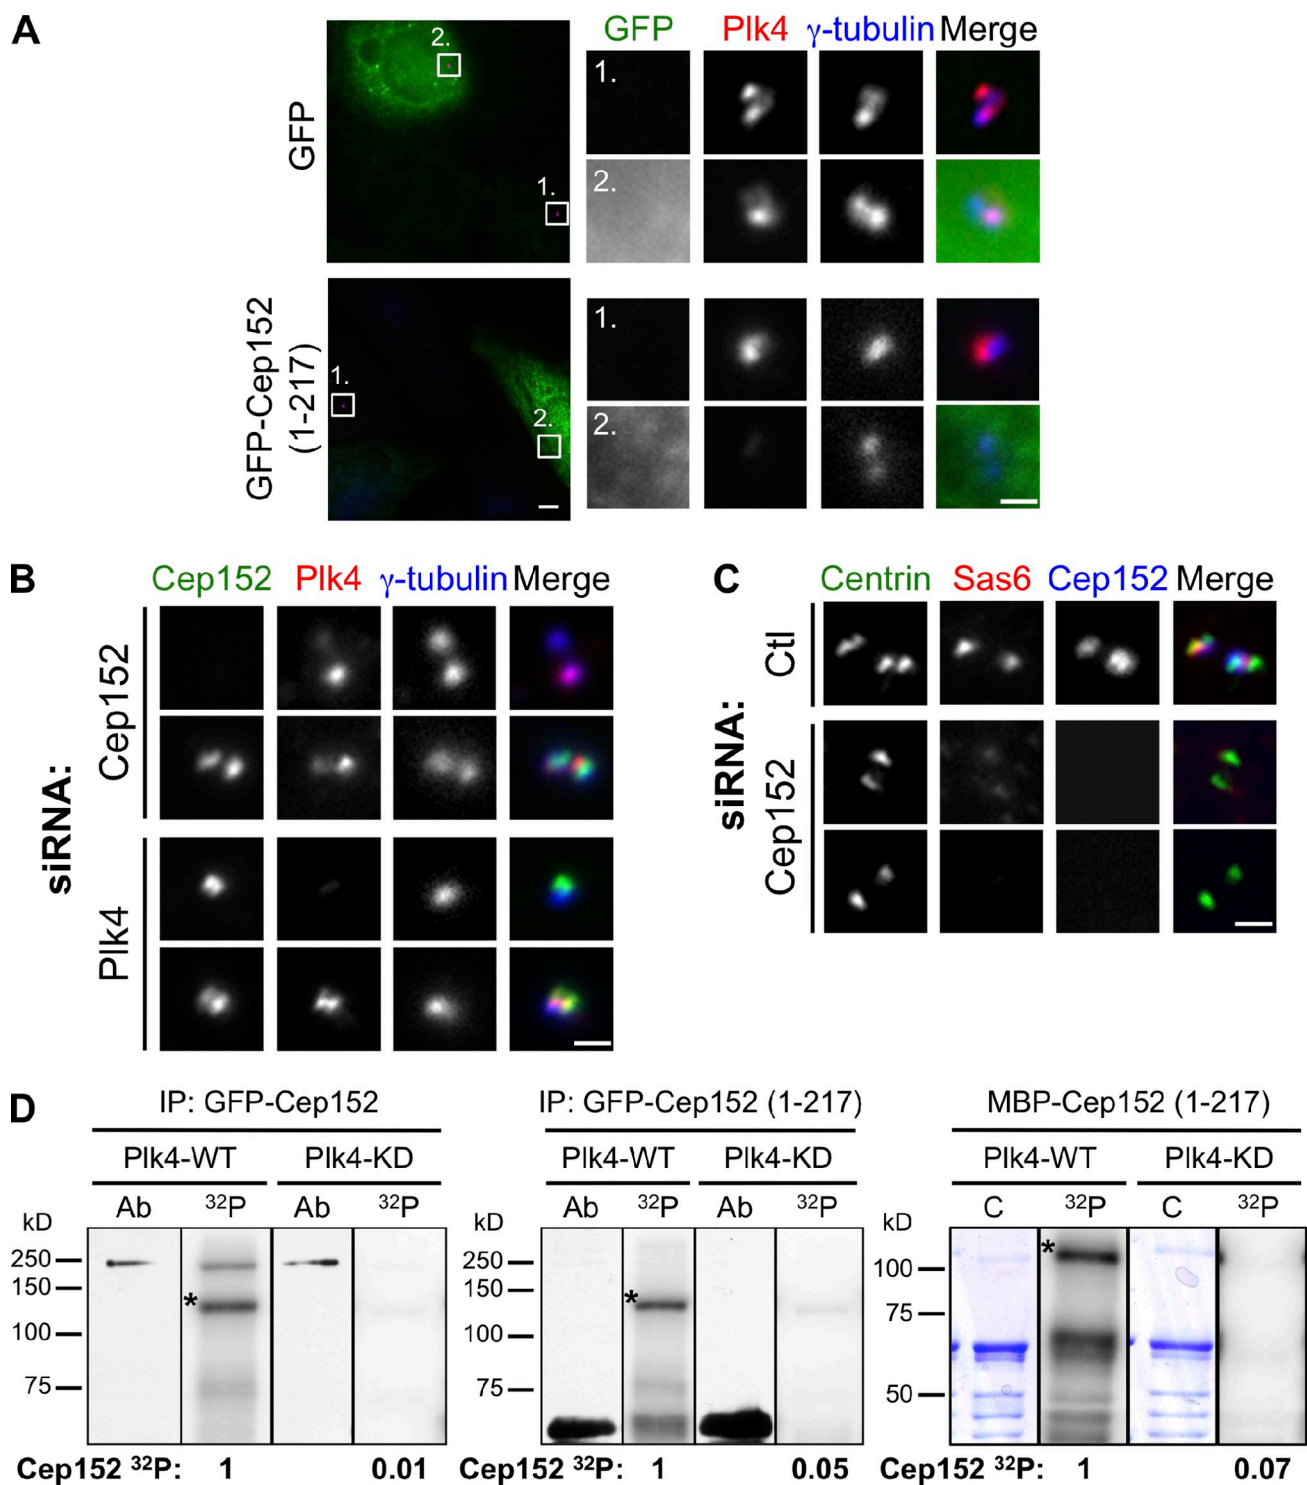 A
GFP Plk4 γ-tubulin Merge
GFP
2.
1.
1.
2.
GFP-Cep152
(1-217)
1.
2.
1.
2.
B
Cep152 Plk4 γ-tubulin Merge
siRNA:
Cep152
Plk4
C
Centrin Sas6 Cep152 Merge
siRNA:
Ctl
Cep152
D
IP: GFP-Cep152
Plk4-WT Plk4-KD
Ab ³²P Ab ³²P
kD
250
150
*
100
75
Cep152 ³²P: 1 0.01
IP: GFP-Cep152 (1-217)
Plk4-WT Plk4-KD
Ab ³²P Ab ³²P
kD
250
150
*
100
75
Cep152 ³²P: 1 0.05
MBP-Cep152 (1-217)
Plk4-WT Plk4-KD
C ³²P C ³²P
kD
*
100
75
50
Cep152 ³²P: 1 0.07